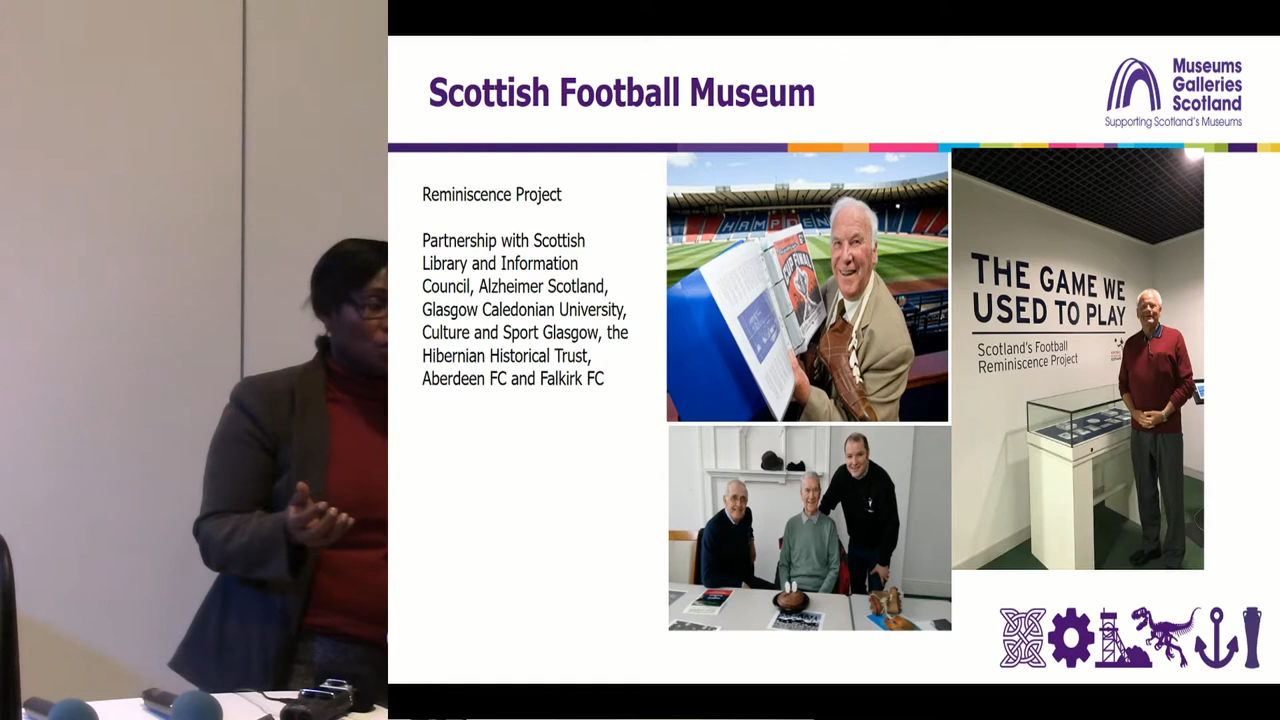 Scottish Football Museum
Museums
Galleries
Scotland
Supporting Scotland's Museums
Reminiscence Project
Partnership with Scottish
Library and Information
Council, Alzheimer Scotland,
Glasgow Caledonian University,
Culture and Sport Glasgow, the
Hibernian Historical Trust,
Aberdeen FC and Falkirk FC
HAMPDEN
CUP FINAL
THE GAME WE
USED TO PLAY
Scotland's Football
Reminiscence Project